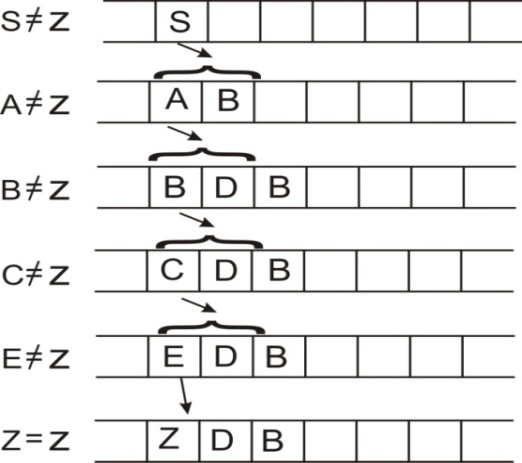 S≠Z S
A≠Z A B
B≠Z B D B
C≠Z C D B
E≠Z E D B
Z=Z Z D B